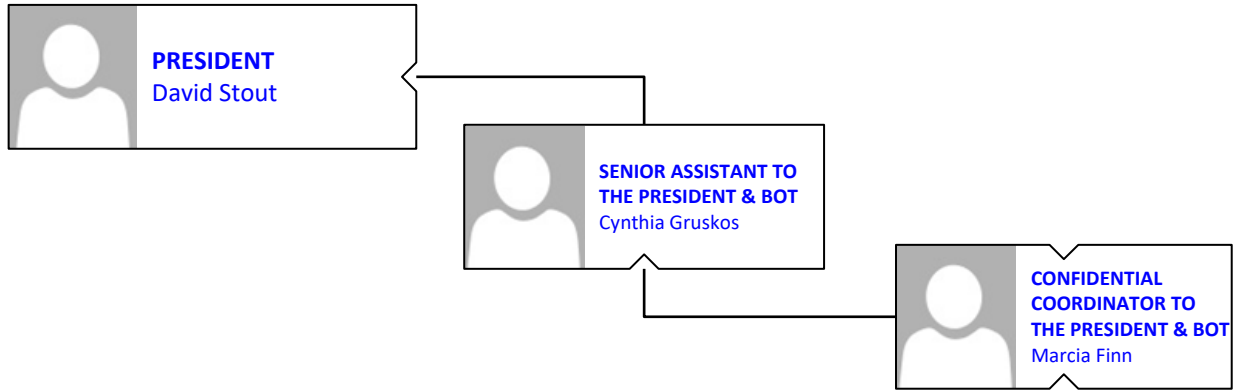 PRESIDENT
David Stout
SENIOR ASSISTANT TO
THE PRESIDENT & BOT
Cynthia Gruskos
CONFIDENTIAL
COORDINATOR TO
THE PRESIDENT & BOT
Marcia Finn